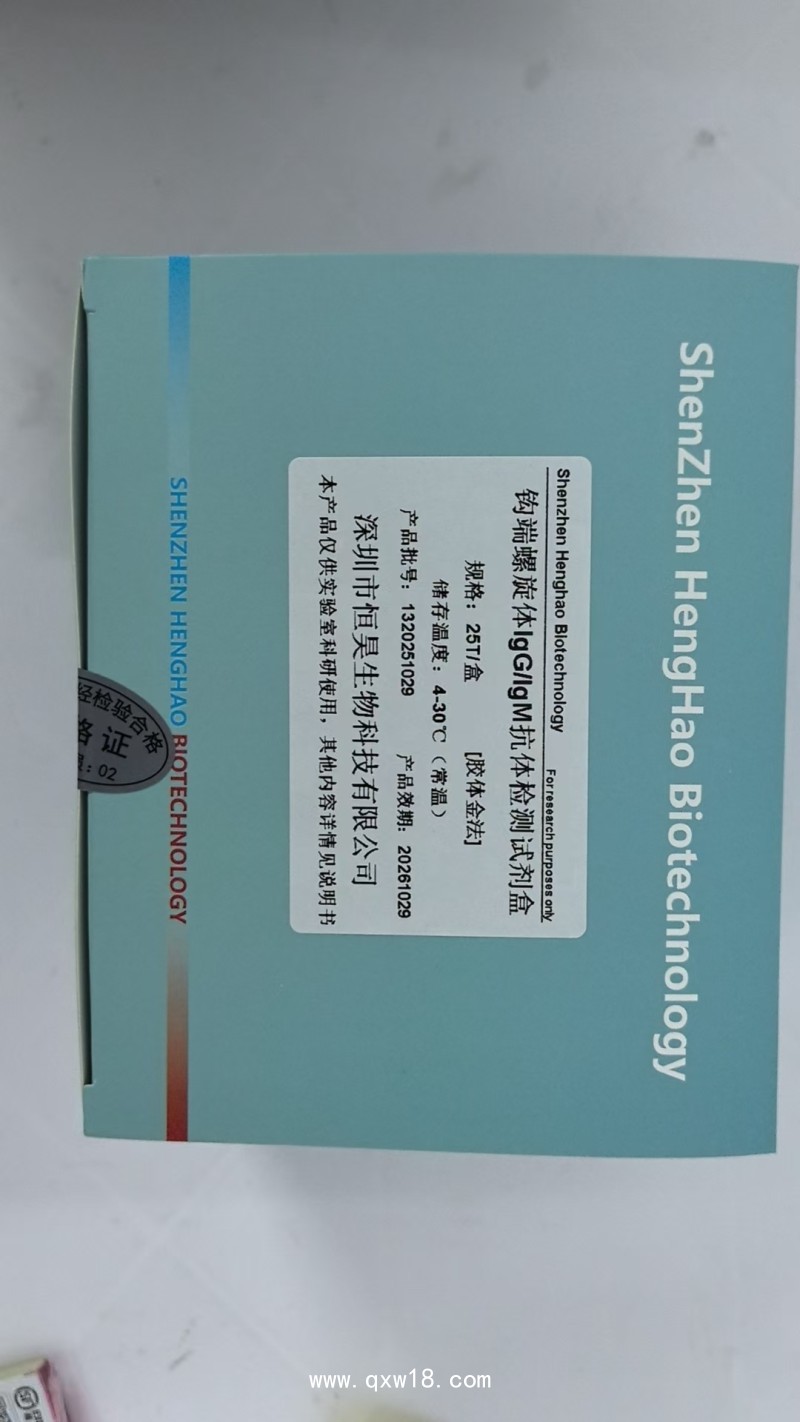 ShenZhen HengHao Biotechnology
Shenzhen Henghao Biotechnology For research purposes only
钩端螺旋体IgG/IgM抗体检测试剂盒
规格：25T/盒 [胶体金法]
储存温度：4-30℃（常温）
产品批号：1320251029 产品效期：20261029
深圳市恒昊生物科技有限公司
本产品仅供实验室科研使用，其他内容详情见说明书
SHENZHEN HENGHAO BIOTECHNOLOGY
经检验合格
格证
：02
www.qxw18.com